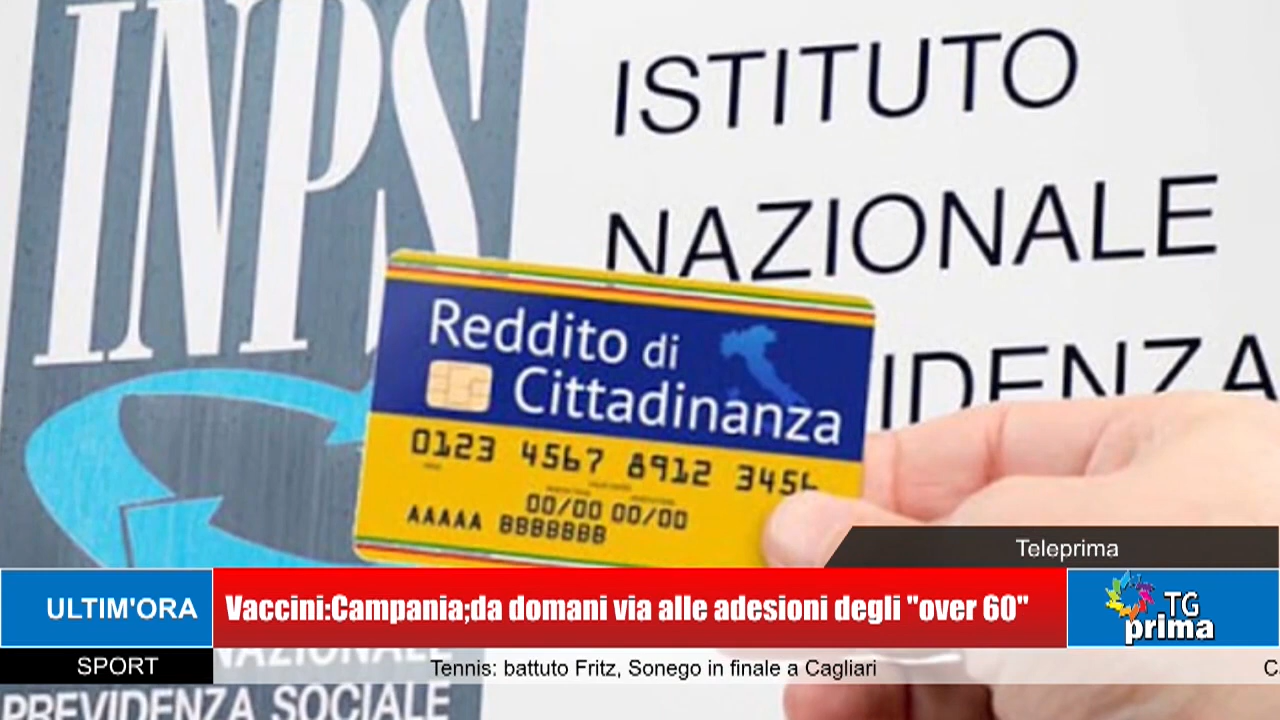 INPS
ISTITUTO
NAZIONALE
IDENZA
Reddito di
Cittadinanza
0123 4567 8912 3456
00/00 00/00
AAAAA BBBBBBB
Teleprima
ULTIM'ORA
Vaccini:Campania;da domani via alle adesioni degli "over 60"
TG
prima
NAZIONALE
SPORT
Tennis: battuto Fritz, Sonego in finale a Cagliari
PREVIDENZA SOCIALE